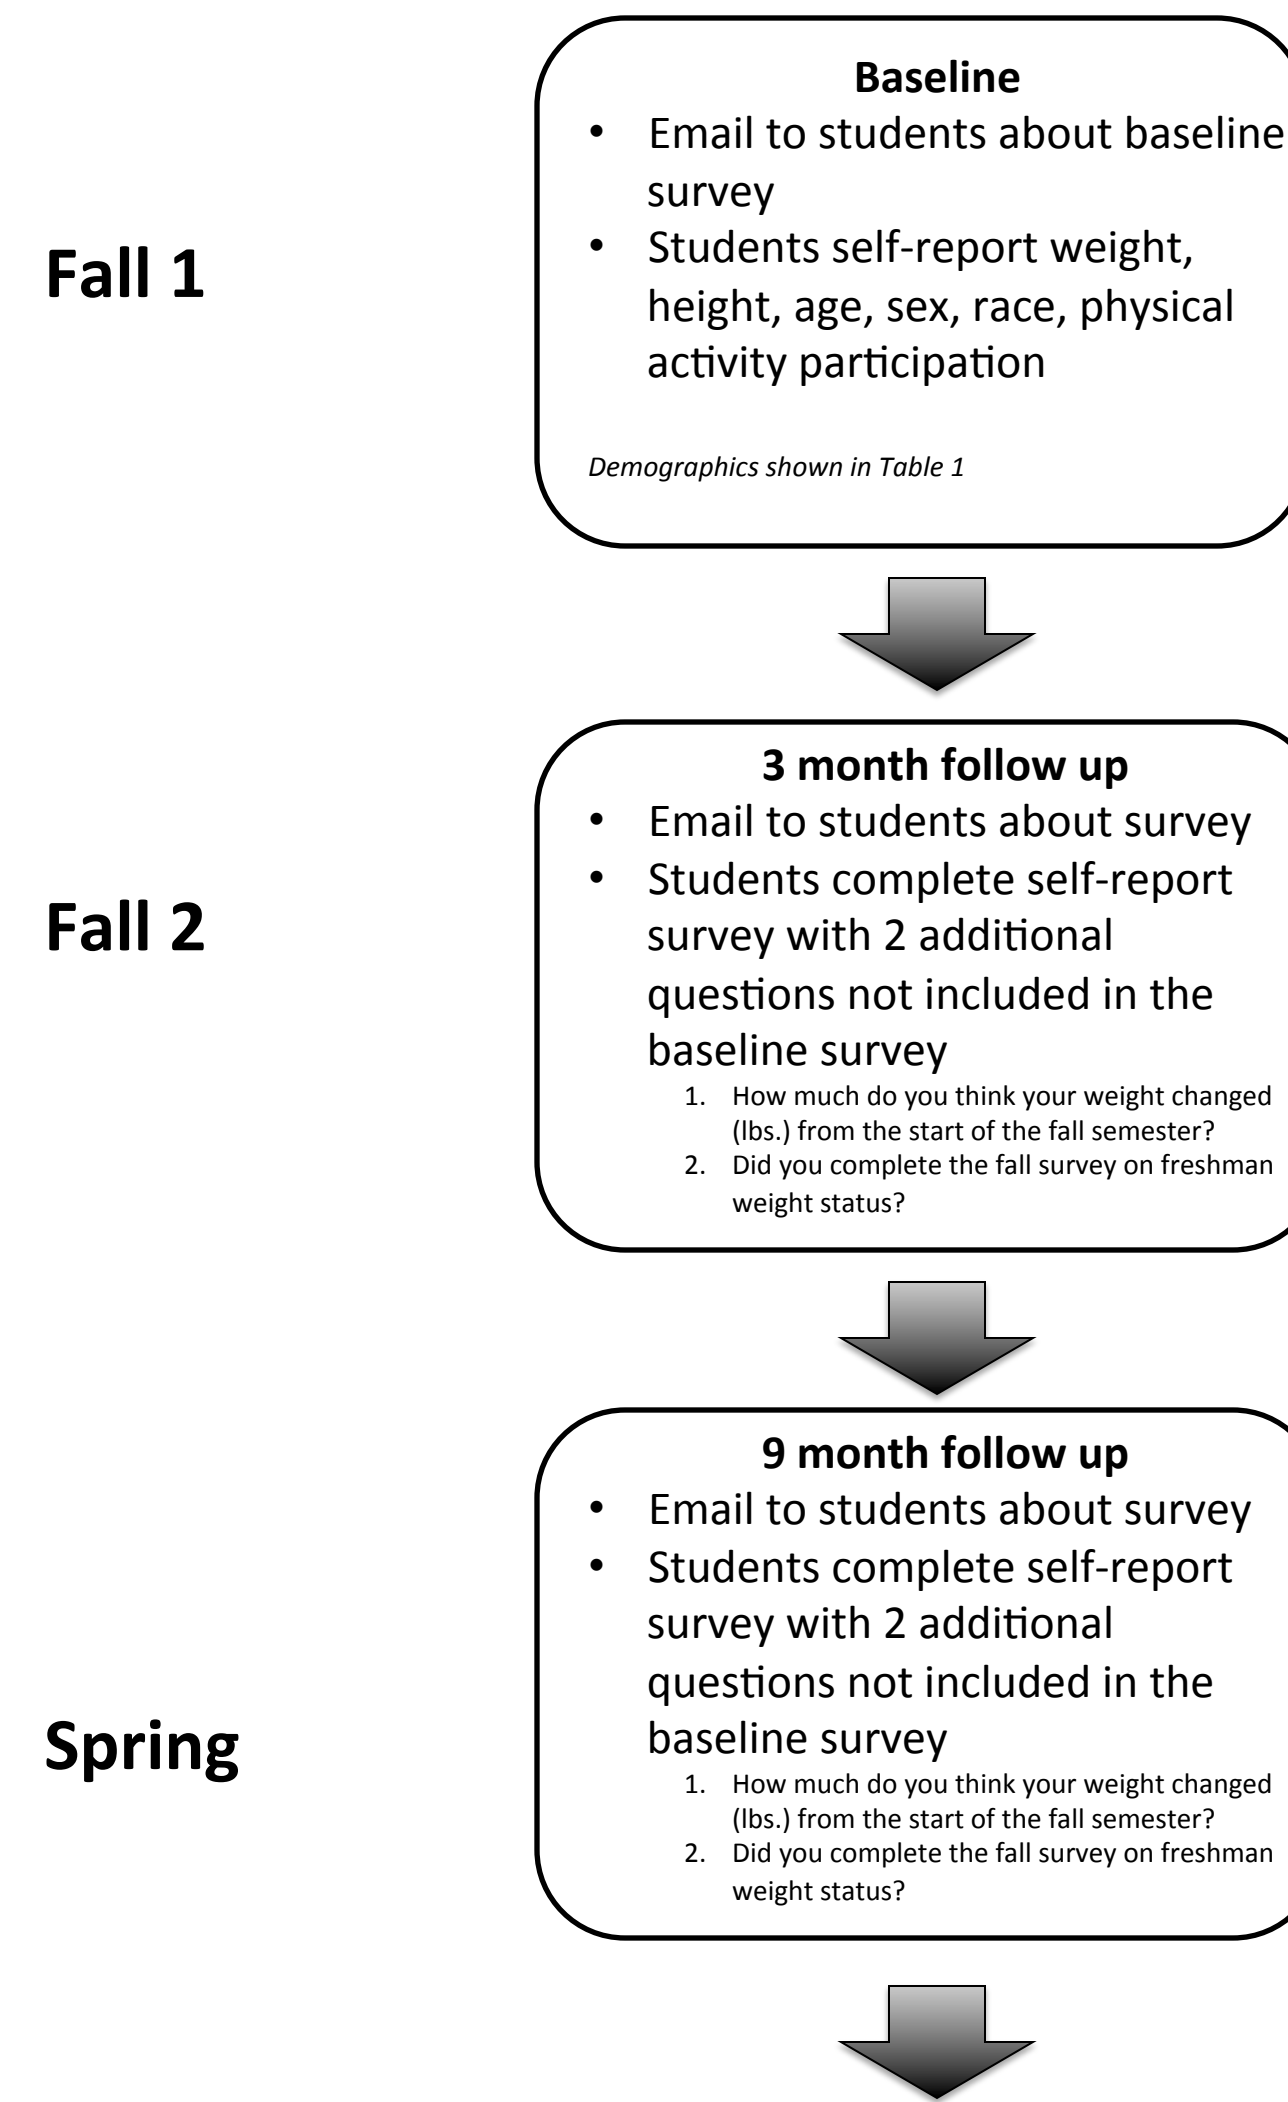 Fall 1
Baseline
• Email to students about baseline
survey
• Students self-report weight,
height, age, sex, race, physical
activity participation
Demographics shown in Table 1
Fall 2
3 month follow up
• Email to students about survey
• Students complete self-report
survey with 2 additional
questions not included in the
baseline survey
1. How much do you think your weight changed
(lbs.) from the start of the fall semester?
2. Did you complete the fall survey on freshman
weight status?
Spring
9 month follow up
• Email to students about survey
• Students complete self-report
survey with 2 additional
questions not included in the
baseline survey
1. How much do you think your weight changed
(lbs.) from the start of the fall semester?
2. Did you complete the fall survey on freshman
weight status?